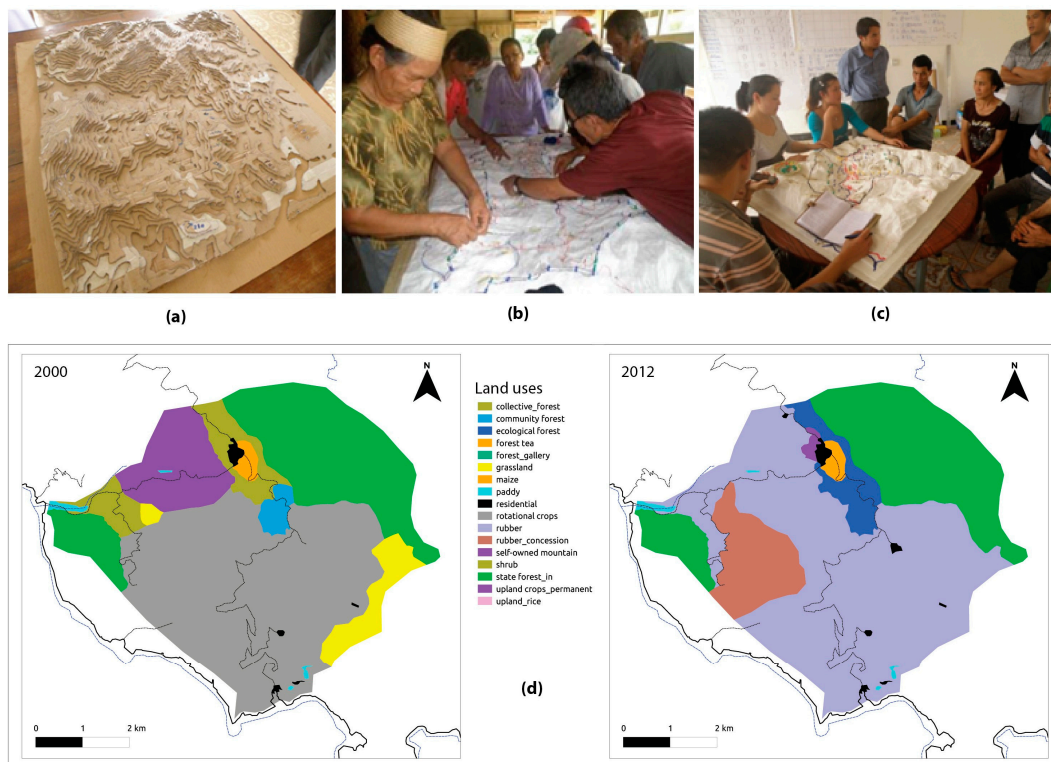 (a)
(b)
(c)
2000
N
Land uses
collective_forest
community forest
ecological forest
forest tea
forest_gallery
grassland
maize
paddy
residential
rotational crops
rubber
rubber_concession
self-owned mountain
shrub
state forest_in
upland crops_permanent
upland_rice
2012
N
(d)
0 1 2 km
0 1 2 km